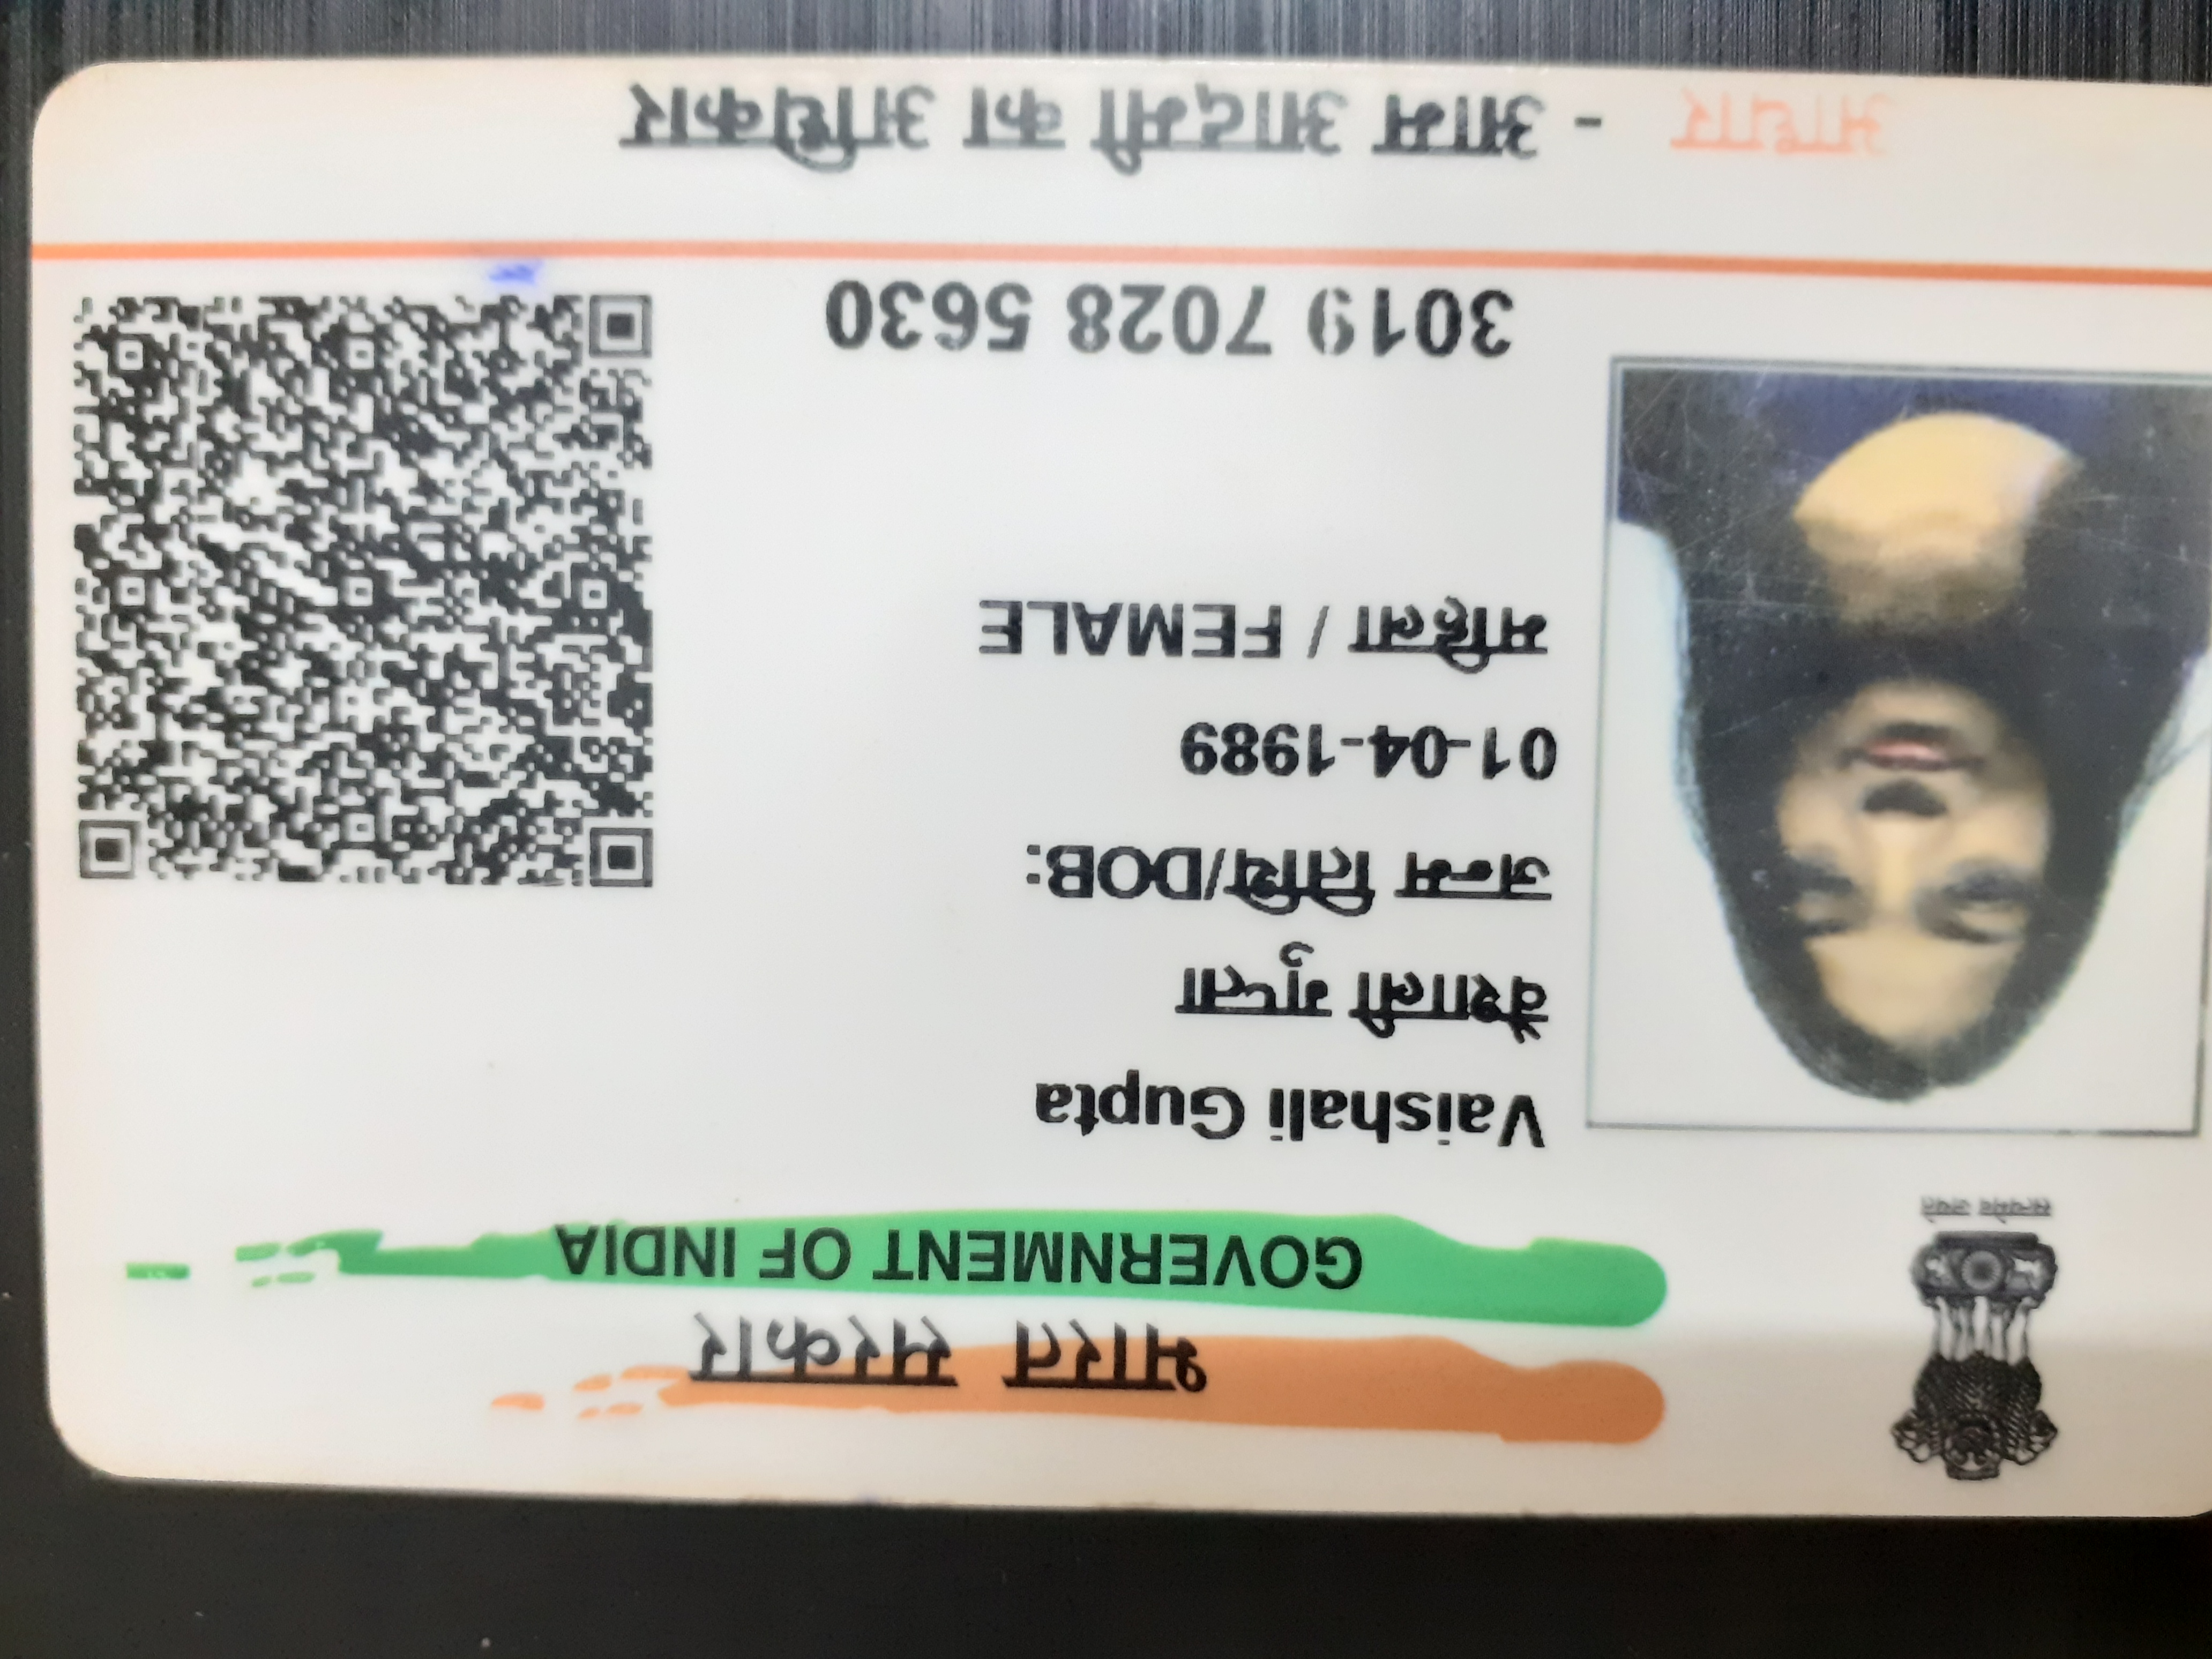 सत्यमेव जयते
भारत सरकार
GOVERNMENT OF INDIA
Vaishali Gupta
वैशाली गुप्ता
जन्म तिथि/DOB:
01-04-1989
महिला / FEMALE
3019 7028 5630
आधार - आम आदमी का अधिकार